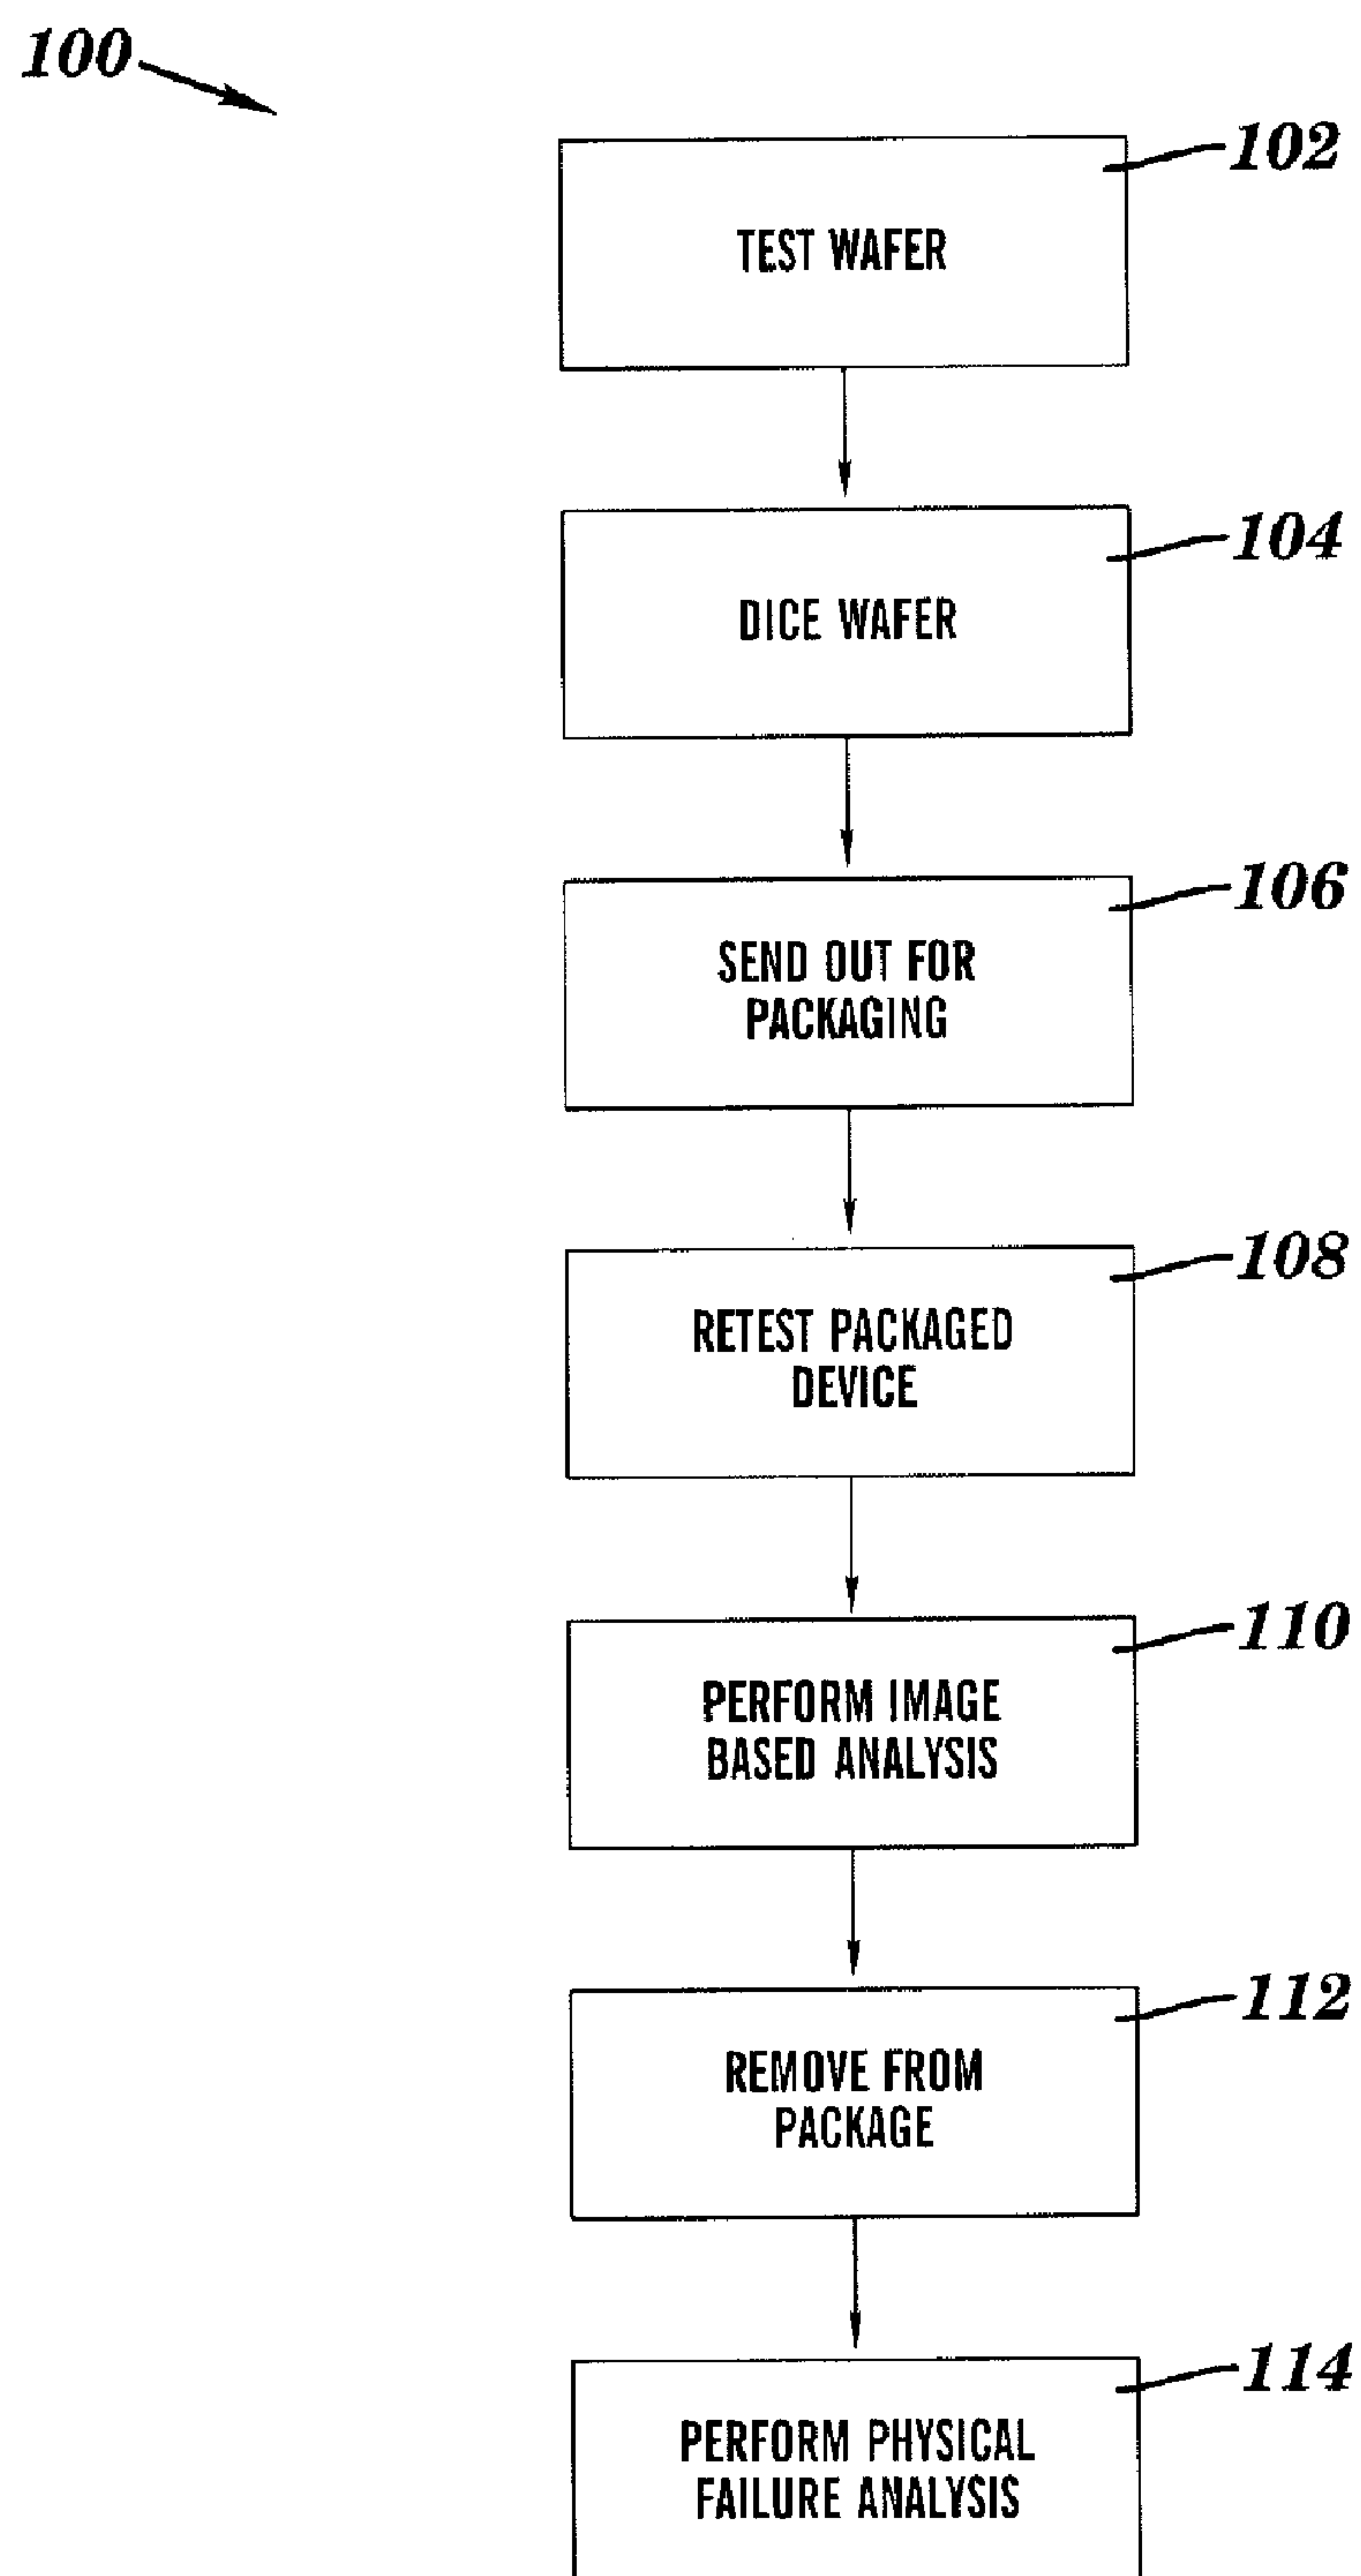 100
102
TEST WAFER
104
DICE WAFER
106
SEND OUT FOR
PACKAGING
108
RETEST PACKAGED
DEVICE
110
PERFORM IMAGE
BASED ANALYSIS
112
REMOVE FROM
PACKAGE
114
PERFORM PHYSICAL
FAILURE ANALYSIS